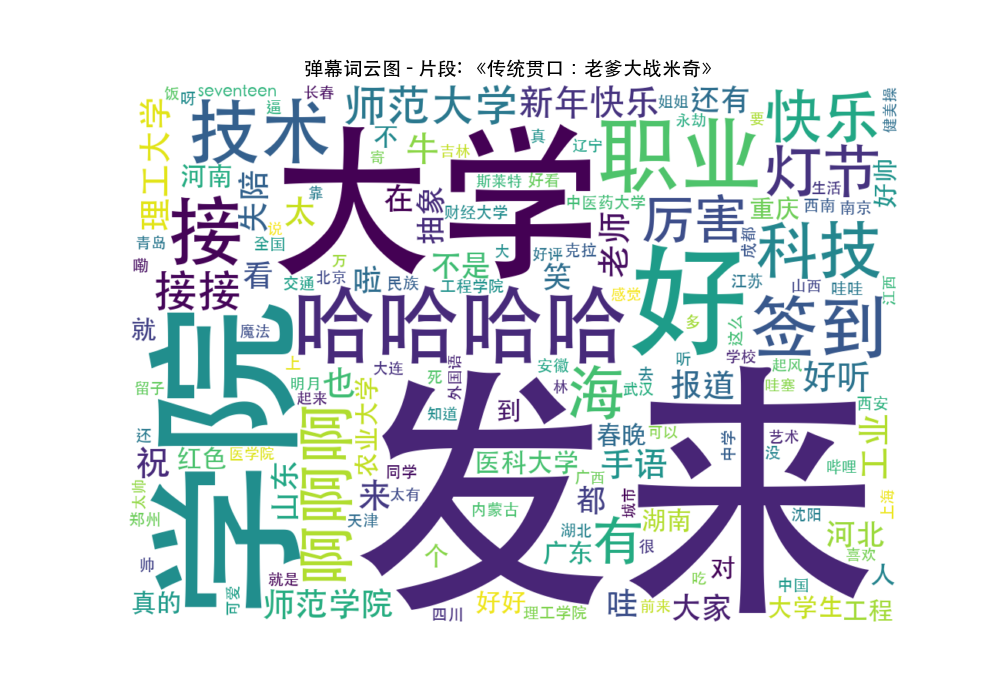 弹幕词云图 - 片段：《传统贯口：老爹大战米奇》
饭 呀 seventeen 逼 长春 师范大学 新年快乐 姐姐 还有 永劫 要 快乐 健美操
理工大学 技术 大学 不 牛 吉林 真 辽宁 职业 灯节 好帅
河南 失陪 太 靠 寄 在 抽象 斯莱特 好看 中医药大学 厉害 重庆 生活 西南 南京
接 说 财经大学 老师 成都 科技
青岛 嘞 全国 看 万 北京 交通 啦 民族 不是 工程学院 大 好评 克拉 笑 好 江苏 山西 哇哇 江西
接接 哈哈哈哈 感觉 多 这么 签到
就 学院 魔法 上 大连 外国语 安徽 林 去 武汉 听 学校 起风 哇塞 好听
留子 明月 起来 也 死 知道 到 海 报道 西安
还 祝 红色 医学院 啊啊啊 农业大学 同学 发 医科大学 春晚 可以 手语 来 中学 没 艺术 哔哩 工业
太帅 郑州 山东 来 太有 天津 内蒙古 广西 都 城市 湖南 沈阳 上海 河北
帅 可爱 就是 个 湖北 广东 有 很 对 吃 中国 喜欢 人
真的 师范学院 四川 好好 理工学院 哇 前来 大家 大学生 工程